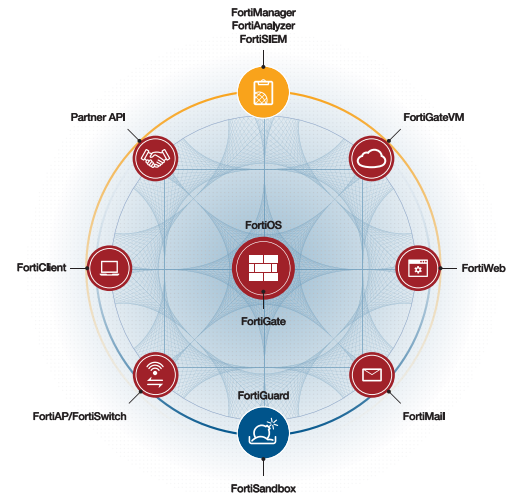 FortiManager
FortiAnalyzer
FortiSIEM
Partner API
FortiGateVM
FortiOS
FortiClient
FortiWeb
FortiGate
FortiGuard
FortiAP/FortiSwitch
FortiMail
FortiSandbox